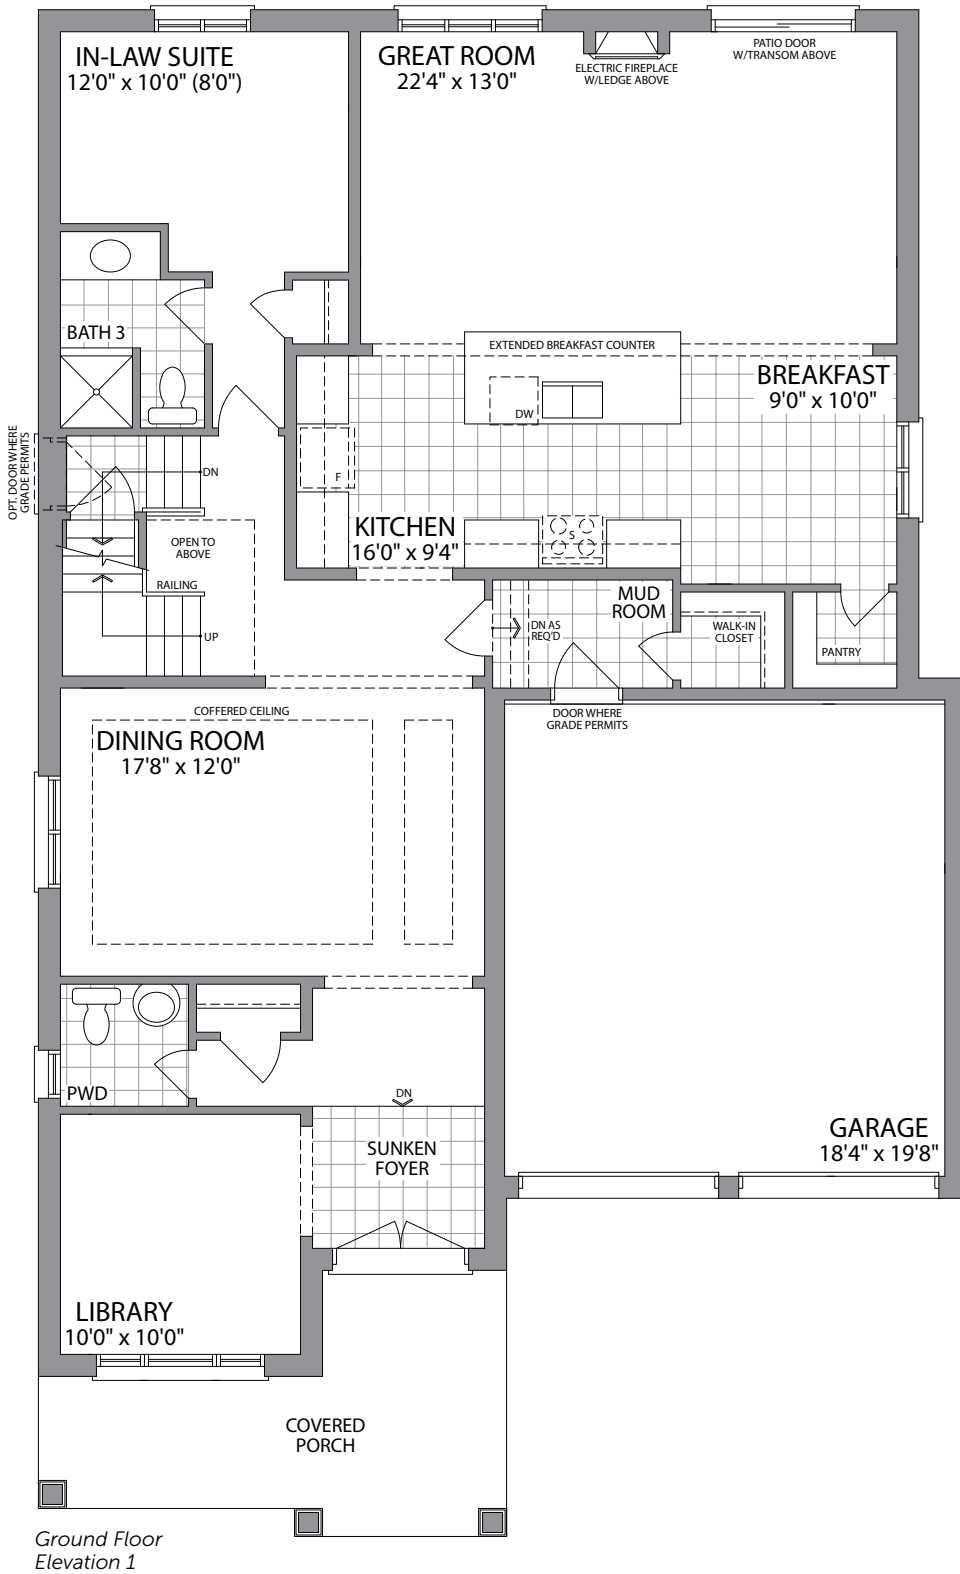 IN-LAW SUITE
12'0" x 10'0" (8'0")
GREAT ROOM
22'4" x 13'0"
ELECTRIC FIREPLACE
W/LEDGE ABOVE
PATIO DOOR
W/TRANSOM ABOVE
BATH 3
EXTENDED BREAKFAST COUNTER
BREAKFAST
9'0" x 10'0"
DW
OPT. DOOR WHERE
GRADE PERMITS
DN
F
KITCHEN
16'0" x 9'4"
S
OPEN TO
ABOVE
RAILING
UP
MUD
ROOM
DN AS
REQ'D
WALK-IN
CLOSET
PANTRY
DOOR WHERE
GRADE PERMITS
COFFERED CEILING
DINING ROOM
17'8" x 12'0"
PWD
DN
SUNKEN
FOYER
GARAGE
18'4" x 19'8"
LIBRARY
10'0" x 10'0"
COVERED
PORCH
Ground Floor
Elevation 1